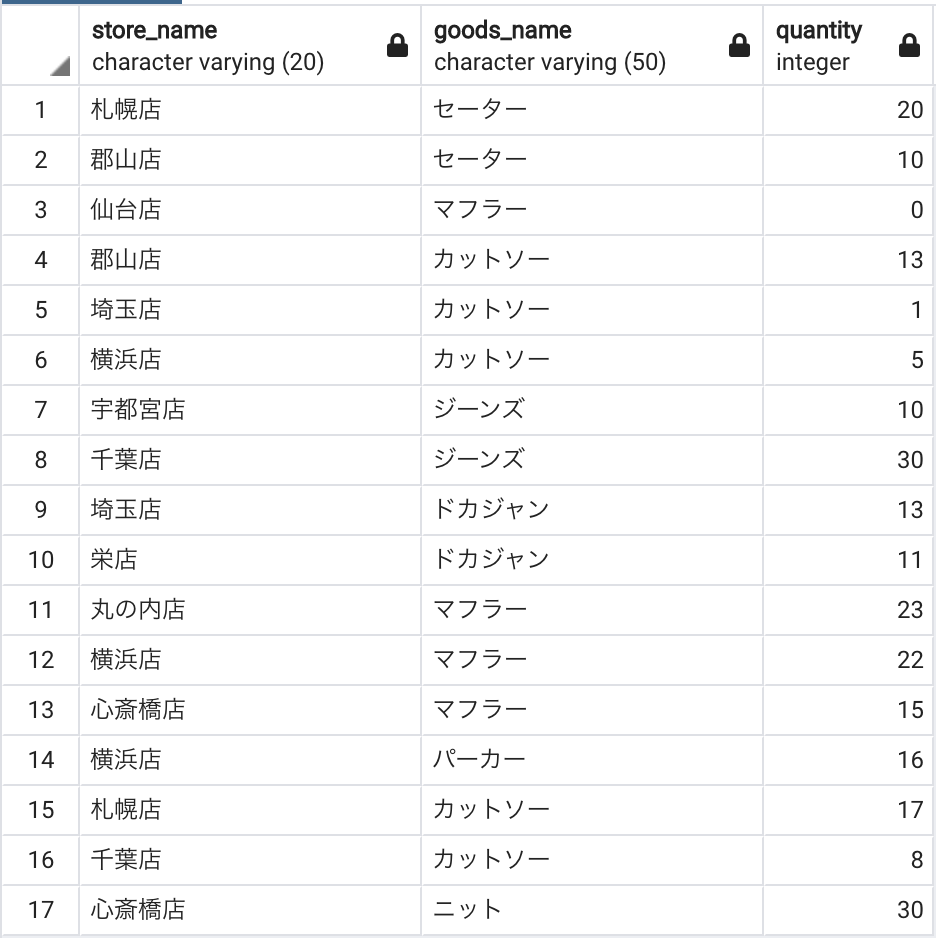 store_name goods_name quantity
character varying (20) character varying (50) integer
1 札幌店 セーター 20
2 郡山店 セーター 10
3 仙台店 マフラー 0
4 郡山店 カットソー 13
5 埼玉店 カットソー 1
6 横浜店 カットソー 5
7 宇都宮店 ジーンズ 10
8 千葉店 ジーンズ 30
9 埼玉店 ドカジャン 13
10 栄店 ドカジャン 11
11 丸の内店 マフラー 23
12 横浜店 マフラー 22
13 心斎橋店 マフラー 15
14 横浜店 パーカー 16
15 札幌店 カットソー 17
16 千葉店 カットソー 8
17 心斎橋店 ニット 30